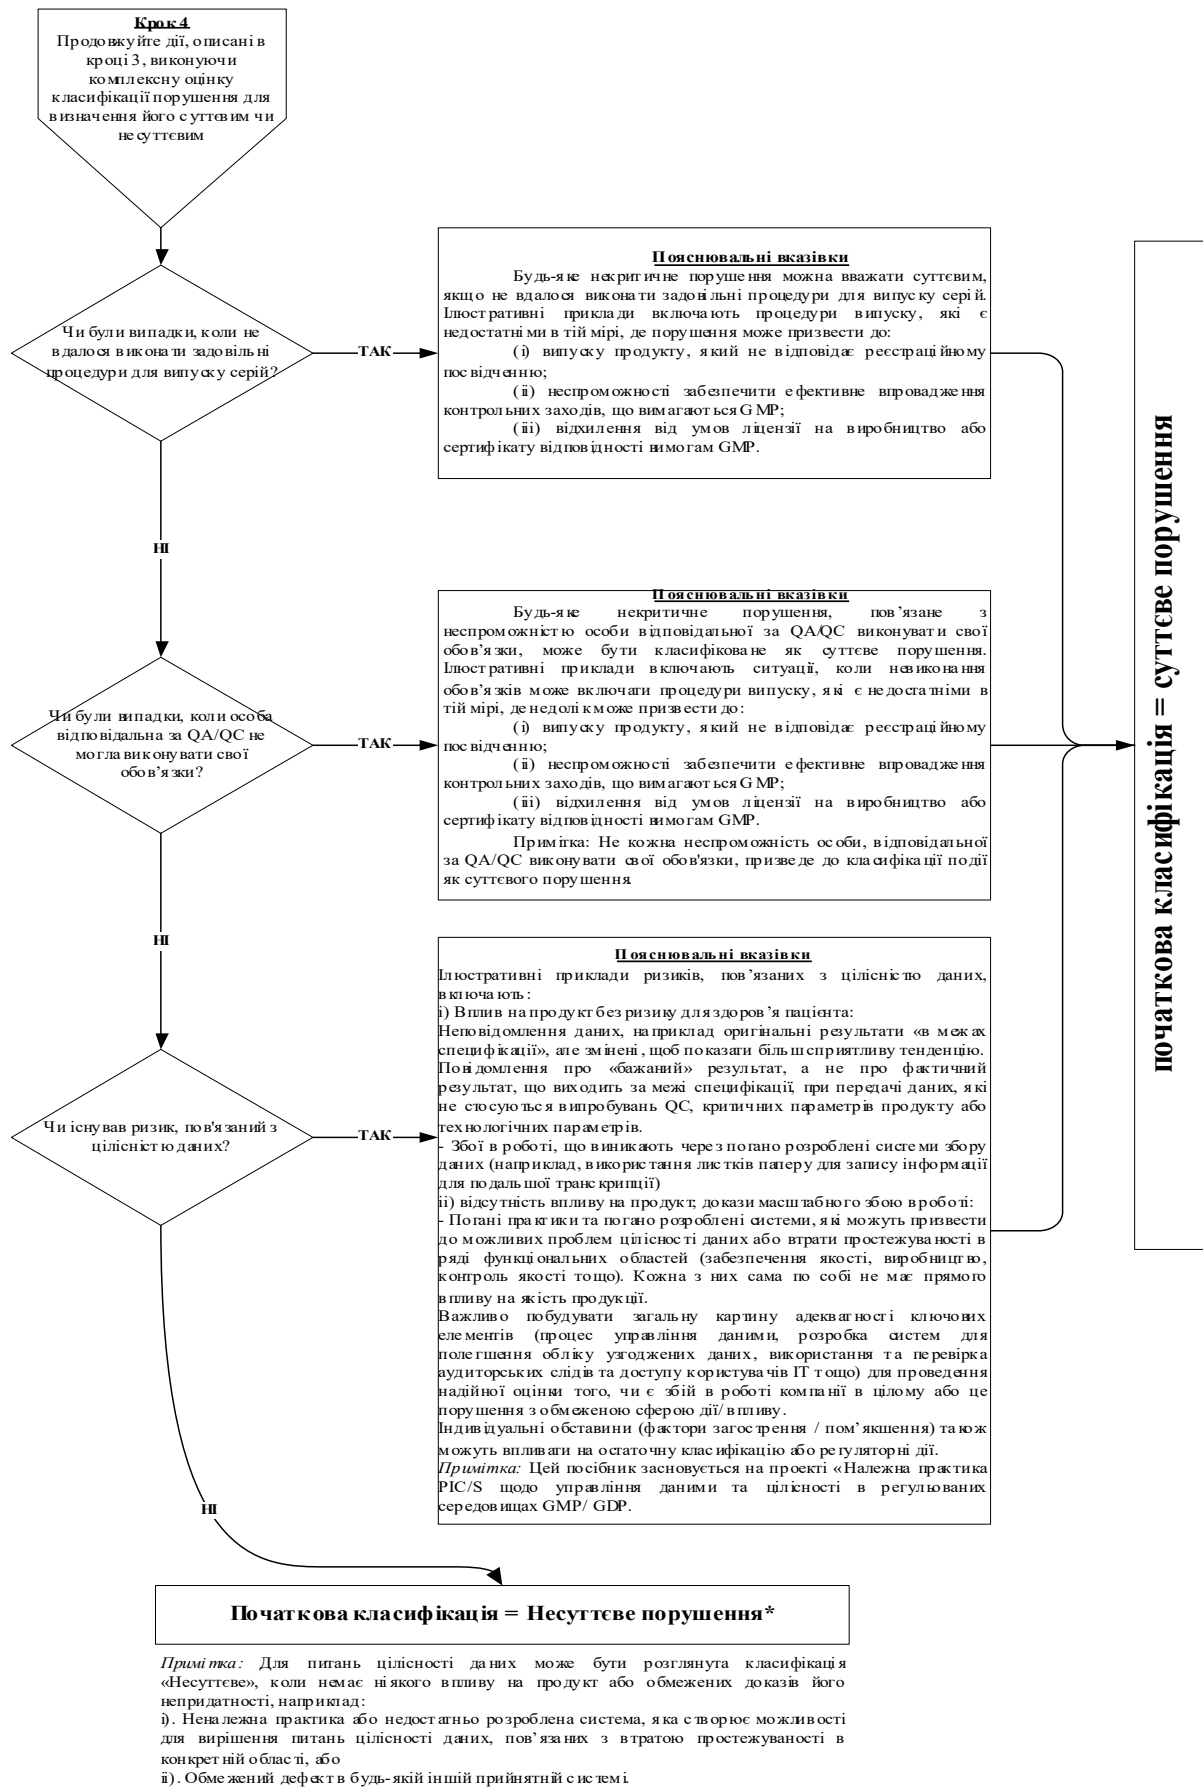 Крок 4
Продовжуйте дії, описані в
кроці 3, виконуючи
комплексну оцінку
класифікації порушення для
визначення його суттєвим чи
несуттєвим
Чи були випадки, коли не
вдалося виконати задовільні
процедури для випуску серій?
ТАК
Пояснювальні вказівки
Будь-яке некритичне порушення можна вважати суттєвим,
якщо не вдалося виконати задовільні процедури для випуску серій.
Ілюстративні приклади включають процедури випуску, які є
недостатніми в тій мірі, де порушення може призвести до:
(i) випуску продукту, який не відповідає реєстраційному
посвідченню;
(ii) неспроможності забезпечити ефективне впровадження
контрольних заходів, що вимагаються GMP;
(iii) відхилення від умов ліцензії на виробництво або
сертифікату відповідності вимогам GMP.
НІ
Чи були випадки, коли особа
відповідальна за QA/QC не
могла виконувати свої
обов’язки?
ТАК
Пояснювальні вказівки
Будь-яке некритичне порушення, пов’язане з
неспроможністю особи відповідальної за QA/QC виконувати свої
обов’язки, може бути класифіковане як суттєве порушення.
Ілюстративні приклади включають ситуації, коли невиконання
обов’язків може включати процедури випуску, які є недостатніми в
тій мірі, де недолік може призвести до:
(i) випуску продукту, який не відповідає реєстраційному
посвідченню;
(ii) неспроможності забезпечити ефективне впровадження
контрольних заходів, що вимагаються GMP;
(iii) відхилення від умов ліцензії на виробництво або
сертифікату відповідності вимогам GMP.
Примітка: Не кожна неспроможність особи, відповідальної
за QA/QC виконувати свої обов'язки, призведе до класифікації події
як суттєвого порушення.
НІ
Чи існував ризик, пов'язаний з
цілісністю даних?
ТАК
Пояснювальні вказівки
Ілюстративні приклади ризиків, пов’язаних з цілісністю даних,
включають:
i) Вплив на продукт без ризику для здоров’я пацієнта:
Неповідомлення даних, наприклад оригінальні результати «в межах
специфікації», але змінені, щоб показати більш сприятливу тенденцію.
Повідомлення про «бажаний» результат, а не про фактичний
результат, що виходить за межі специфікації, при передачі даних, які
не стосуються випробувань QC, критичних параметрів продукту або
технологічних параметрів.
- Збої в роботі, що виникають через погано розроблені системи збору
даних (наприклад, використання листків паперу для запису інформації
для подальшої транскрипції)
ii) відсутність впливу на продукт; докази масштабного збою в роботі:
- Погані практики та погано розроблені системи, які можуть призвести
до можливих проблем цілісності даних або втрати простежуваності в
ряді функціональних областей (забезпечення якості, виробництво,
контроль якості тощо). Кожна з них сама по собі не має прямого
впливу на якість продукції.
Важливо побудувати загальну картину адекватності ключових
елементів (процес управління даними, розробка систем для
полегшення обліку узгоджених даних, використання та перевірка
аудиторських слідів та доступу користувачів IT тощо) для проведення
надійної оцінки того, чи є збій в роботі компанії в цілому або це
порушення з обмеженою сферою дії/ впливу.
Індивідуальні обставини (фактори загострення / пом’якшення) також
можуть впливати на остаточну класифікацію або регуляторні дії.
Примітка: Цей посібник засновується на проекті «Належна практика
PIC/S щодо управління даними та цілісності в регульованих
середовищах GMP/ GDP.
початкова класифікація = суттєве порушення
НІ
Початкова класифікація = Несуттєве порушення*
Примітка: Для питань цілісності даних може бути розглянута класифікація
«Несуттєве», коли немає ніякого впливу на продукт або обмежених доказів його
непридатності, наприклад:
i). Неналежна практика або недостатньо розроблена система, яка створює можливості
для вирішення питань цілісності даних, пов’язаних з втратою простежуваності в
конкретній області, або
ii). Обмежений дефект в будь-якій іншій прийнятній системі.